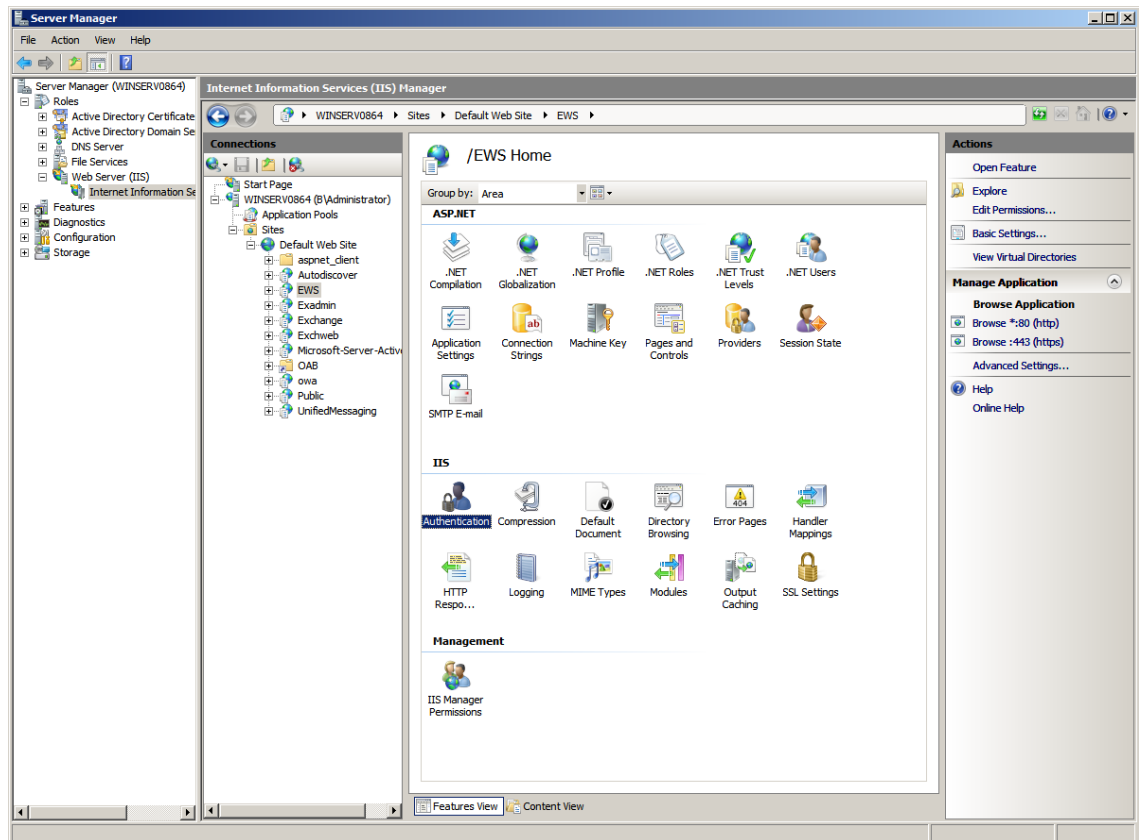 Server Manager
File Action View Help
Server Manager (WINSERV0864)
Roles
Active Directory Certificate
Active Directory Domain Se
DNS Server
File Services
Web Server (IIS)
Internet Information Se
Features
Diagnostics
Configuration
Storage
Internet Information Services (IIS) Manager
WINSERV0864 Sites Default Web Site EWS
Connections
Start Page
WINSERV0864 (B\Administrator)
Application Pools
Sites
Default Web Site
aspnet_client
Autodiscover
EWS
Exadmin
Exchange
Exchweb
Microsoft-Server-Activ
OAB
owa
Public
UnifiedMessaging
/EWS Home
Group by: Area
ASP.NET
.NET Compilation
.NET Globalization
.NET Profile
.NET Roles
.NET Trust Levels
.NET Users
Application Settings
Connection Strings
Machine Key
Pages and Controls
Providers
Session State
SMTP E-mail
IIS
Authentication
Compression
Default Document
Directory Browsing
Error Pages
Handler Mappings
HTTP Respo...
Logging
MIME Types
Modules
Output Caching
SSL Settings
Management
IIS Manager Permissions
Features View Content View
Actions
Open Feature
Explore
Edit Permissions...
Basic Settings...
View Virtual Directories
Manage Application
Browse Application
Browse *:80 (http)
Browse :443 (https)
Advanced Settings...
Help
Online Help